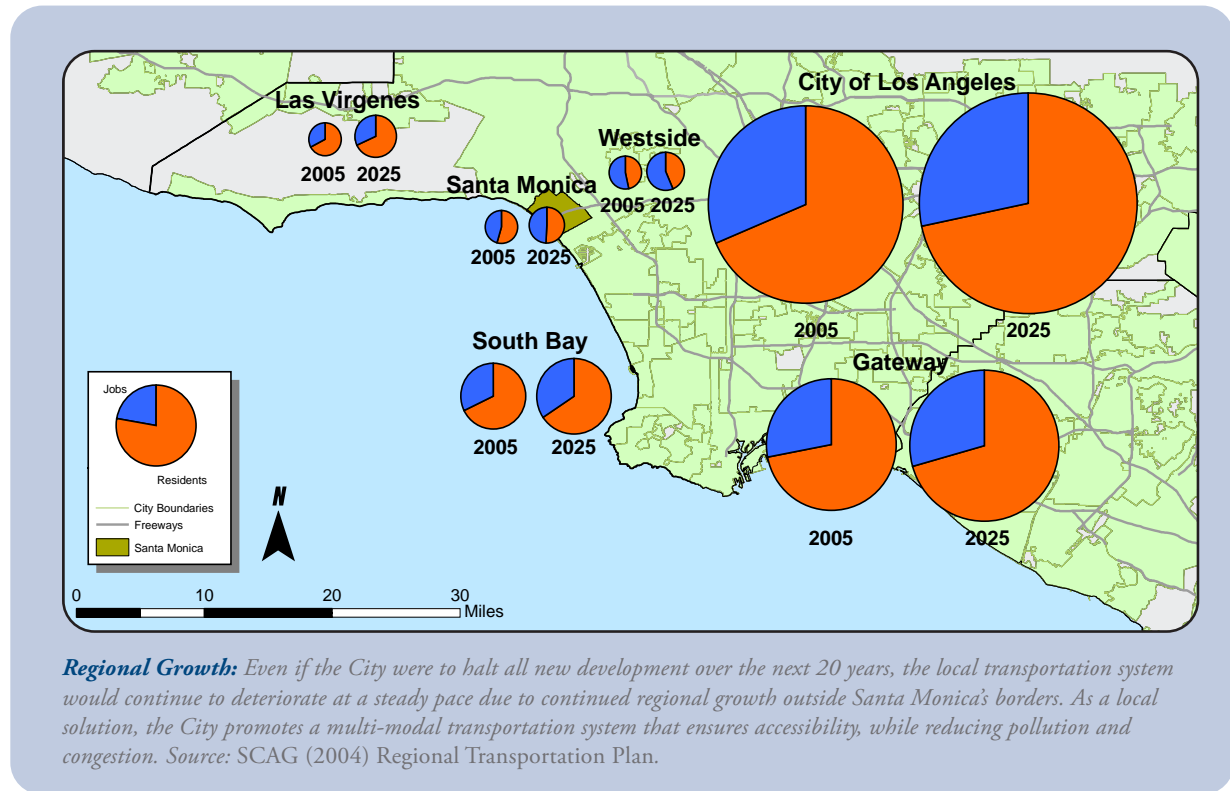 City of Los Angeles
Las Virgenes
Westside
2005 2025
Santa Monica
2005 2025
2005 2025
2005 2025
South Bay
Gateway
2005 2025
2005 2025
Jobs
Residents
City Boundaries
Freeways
Santa Monica
N
0 10 20 30
Miles
Regional Growth: Even if the City were to halt all new development over the next 20 years, the local transportation system
would continue to deteriorate at a steady pace due to continued regional growth outside Santa Monica's borders. As a local
solution, the City promotes a multi-modal transportation system that ensures accessibility, while reducing pollution and
congestion. Source: SCAG (2004) Regional Transportation Plan.